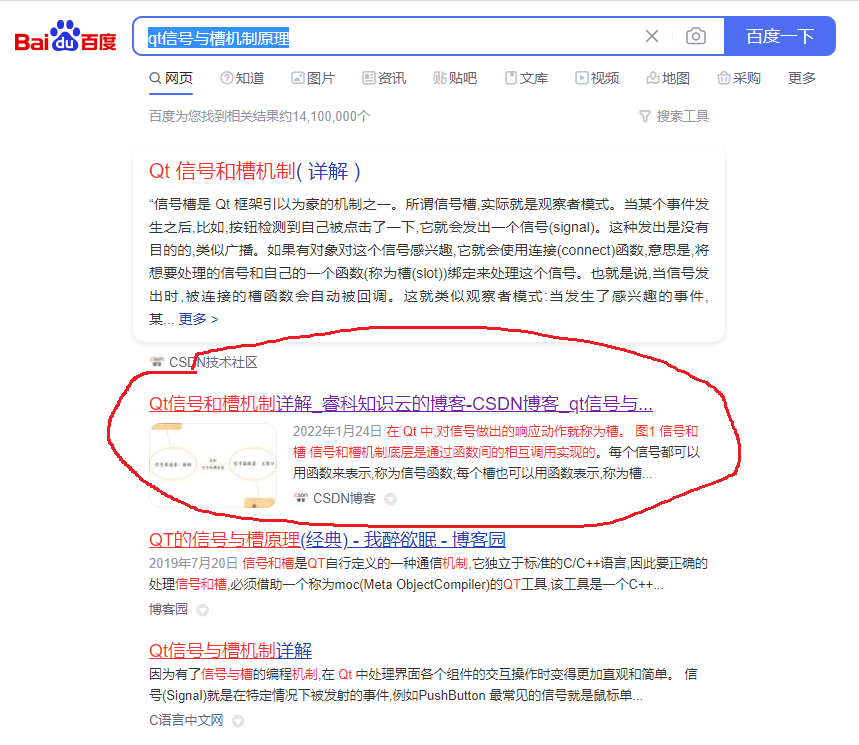 Bai du 百度
qt信号与槽机制原理
百度一下
网页 知道 图片 资讯 贴吧 文库 视频 地图 采购 更多
百度为您找到相关结果约14,100,000个
搜索工具
Qt 信号和槽机制( 详解 )
“信号槽是 Qt 框架引以为豪的机制之一。所谓信号槽,实际就是观察者模式。当某个事件发
生之后,比如,按钮检测到自己被点击了一下,它就会发出一个信号(signal)。这种发出是没有
目的的,类似广播。如果有对象对这个信号感兴趣,它就会使用连接(connect)函数,意思是,将
想要处理的信号和自己的一个函数(称为槽(slot))绑定来处理这个信号。也就是说,当信号发
出时,被连接的槽函数会自动被回调。这就类似观察者模式:当发生了感兴趣的事件,
某... 更多 >
CSDN技术社区
Qt信号和槽机制详解_睿科知识云的博客-CSDN博客_qt信号与...
2022年1月24日 在 Qt 中,对信号做出的响应动作就称为槽。 图1 信号和
槽 信号和槽机制底层是通过函数间的相互调用实现的。每个信号都可以
用函数来表示,称为信号函数;每个槽也可以用函数表示,称为槽...
CSDN博客
QT的信号与槽原理(经典) - 我醉欲眠 - 博客园
2019年7月20日 信号和槽是QT自行定义的一种通信机制,它独立于标准的C/C++语言,因此要正确的
处理信号和槽,必须借助一个称为moc(Meta ObjectCompiler)的QT工具,该工具是一个C++...
博客园
Qt信号与槽机制详解
因为有了信号与槽的编程机制,在 Qt 中处理界面各个组件的交互操作时变得更加直观和简单。 信
号(Signal)就是在特定情况下被发射的事件,例如PushButton 最常见的信号就是鼠标单...
C语言中文网